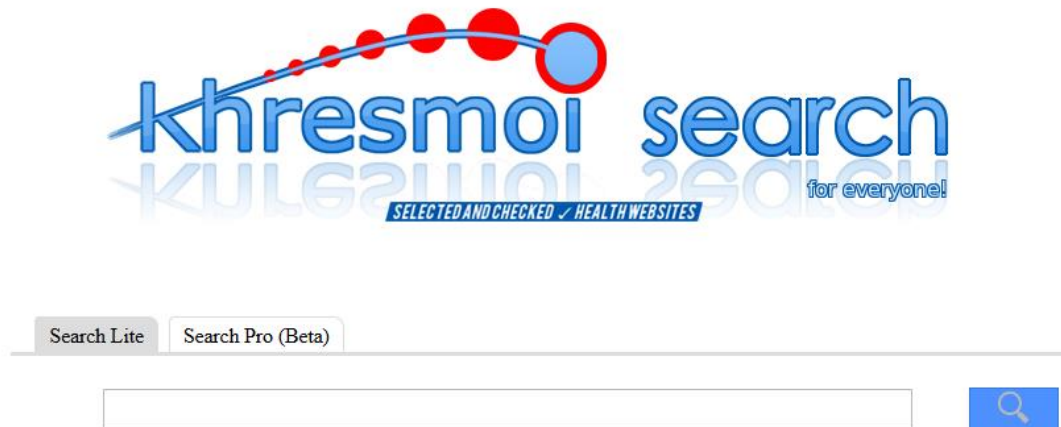 khresmoi search
for everyone!
SELECTED AND CHECKED ✓ HEALTH WEBSITES
Search Lite
Search Pro (Beta)